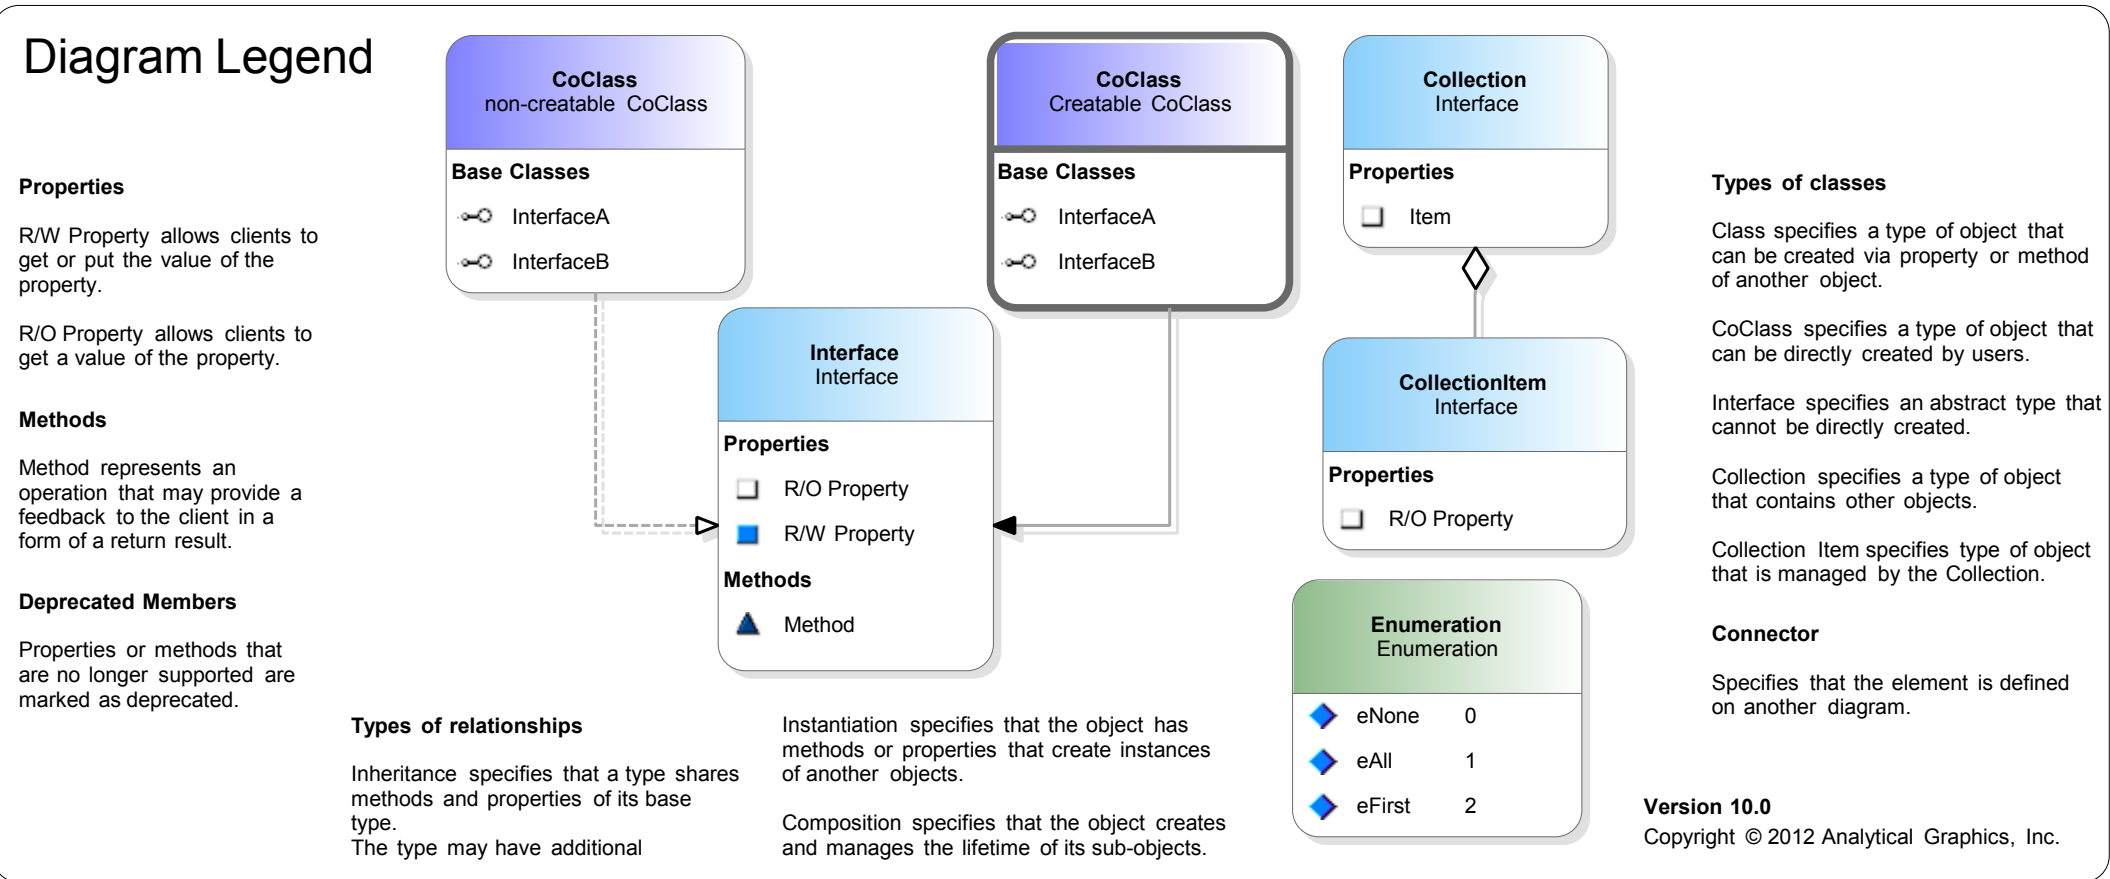 Diagram Legend
Properties
R/W Property allows clients to
get or put the value of the
property.
R/O Property allows clients to
get a value of the property.
Methods
Method represents an
operation that may provide a
feedback to the client in a
form of a return result.
Deprecated Members
Properties or methods that
are no longer supported are
marked as deprecated.
CoClass
non-creatable CoClass
Base Classes
InterfaceA
InterfaceB
Interface
Interface
Properties
R/O Property
R/W Property
Methods
Method
CoClass
Creatable CoClass
Base Classes
InterfaceA
InterfaceB
Collection
Interface
Properties
Item
CollectionItem
Interface
Properties
R/O Property
Enumeration
Enumeration
eNone 0
eAll 1
eFirst 2
Types of relationships
Inheritance specifies that a type shares
methods and properties of its base
type.
The type may have additional
Instantiation specifies that the object has
methods or properties that create instances
of another objects.
Composition specifies that the object creates
and manages the lifetime of its sub-objects.
Types of classes
Class specifies a type of object that
can be created via property or method
of another object.
CoClass specifies a type of object that
can be directly created by users.
Interface specifies an abstract type that
cannot be directly created.
Collection specifies a type of object
that contains other objects.
Collection Item specifies type of object
that is managed by the Collection.
Connector
Specifies that the element is defined
on another diagram.
Version 10.0
Copyright © 2012 Analytical Graphics, Inc.